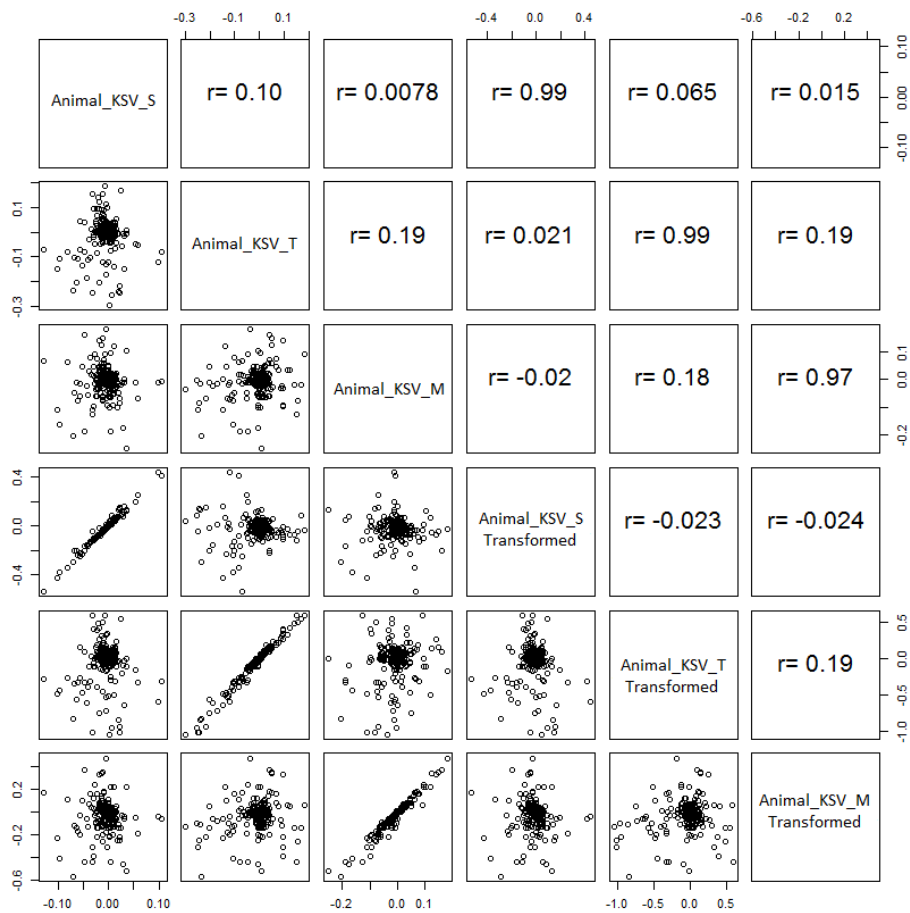 -0.3 -0.1 0.1 -0.4 0.0 0.4 -0.6 -0.2 0.2
Animal_KSV_S r= 0.10 r= 0.0078 r= 0.99 r= 0.065 r= 0.015 -0.10 0.00 0.10
-0.3 -0.1 0.1 Animal_KSV_T r= 0.19 r= 0.021 r= 0.99 r= 0.19
Animal_KSV_M r= -0.02 r= 0.18 r= 0.97 -0.2 0.0 0.1
-0.4 0.0 0.4 Animal_KSV_S r= -0.023 r= -0.024
Transformed
Animal_KSV_T r= 0.19 -1.0 -0.5 0.0 0.5
Transformed
-0.6 -0.2 0.2 Animal_KSV_M
Transformed
-0.10 0.00 0.10 -0.2 0.0 0.1 -1.0 -0.5 0.0 0.5